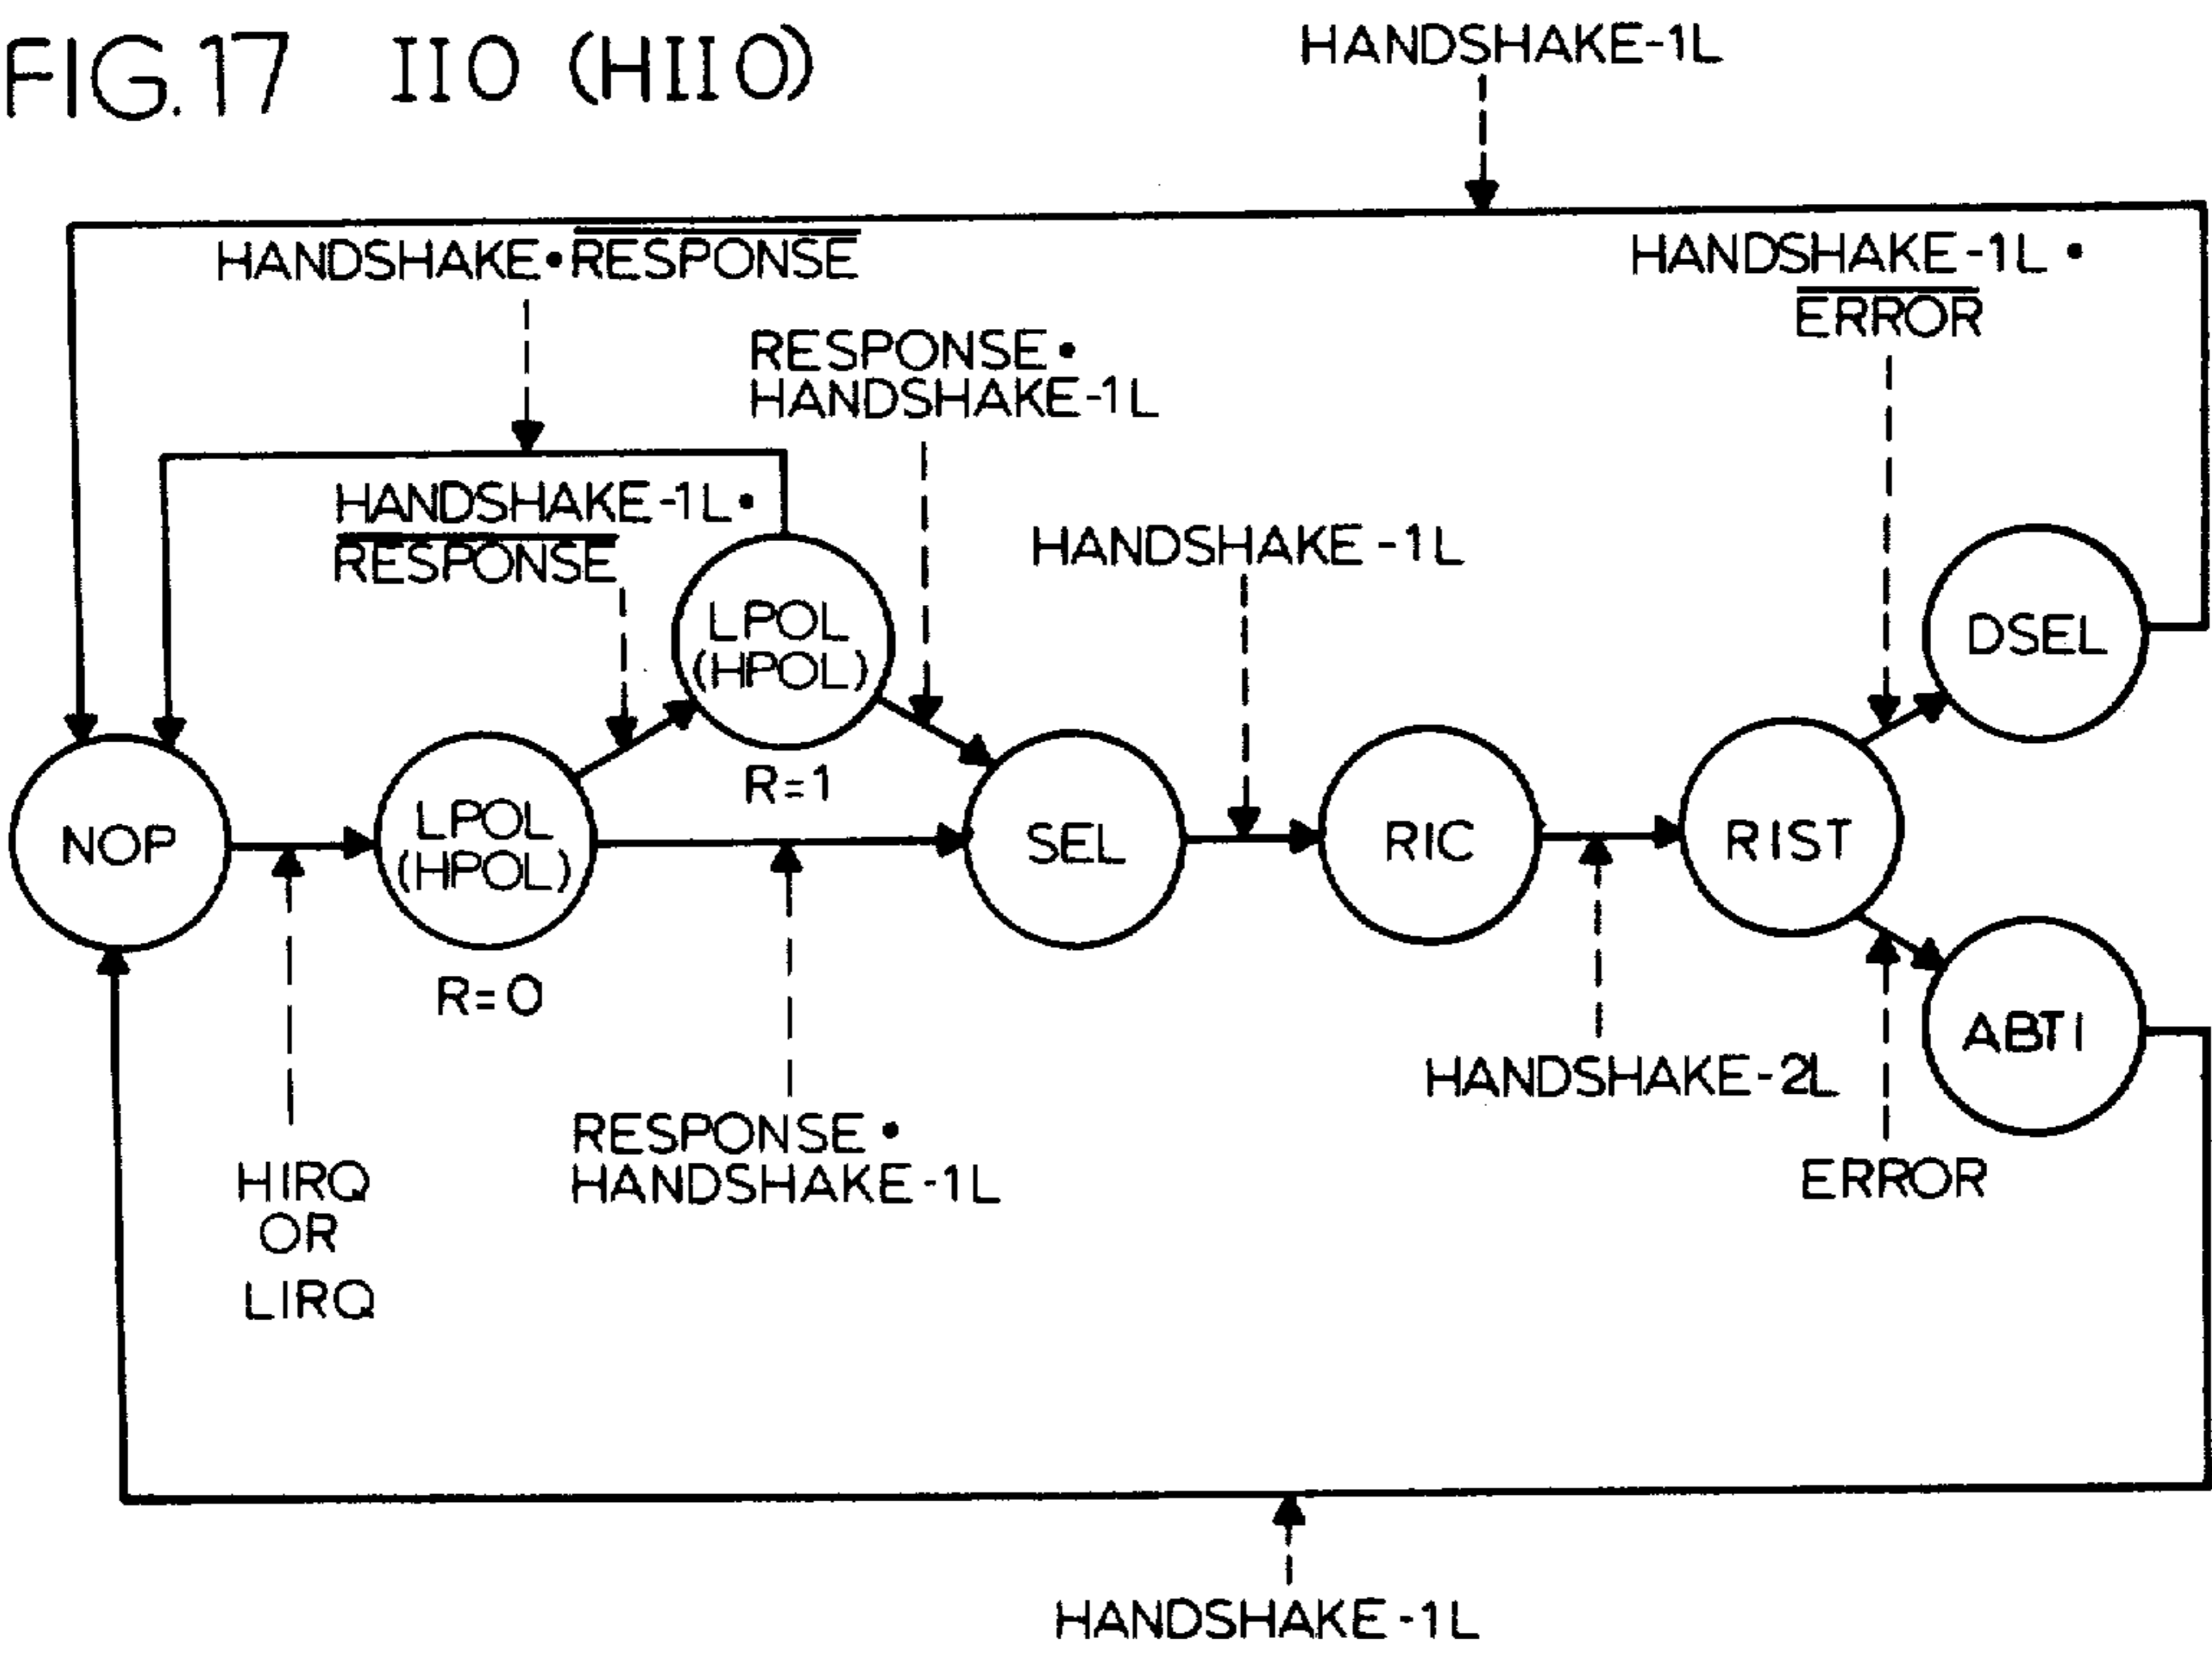 FIG. 17 IIO (HIIO)
HANDSHAKE-1L
HANDSHAKE•RESPONSE
HANDSHAKE-1L •
ERROR
RESPONSE •
HANDSHAKE-1L
HANDSHAKE-1L•
RESPONSE
HANDSHAKE-1L
LPOL
(HPOL)
R=1
DSEL
NOP
LPOL
(HPOL)
R=0
SEL
RIC
RIST
ABTI
HANDSHAKE-2L
RESPONSE •
HANDSHAKE-1L
HIRQ
OR
LIRQ
ERROR
HANDSHAKE-1L